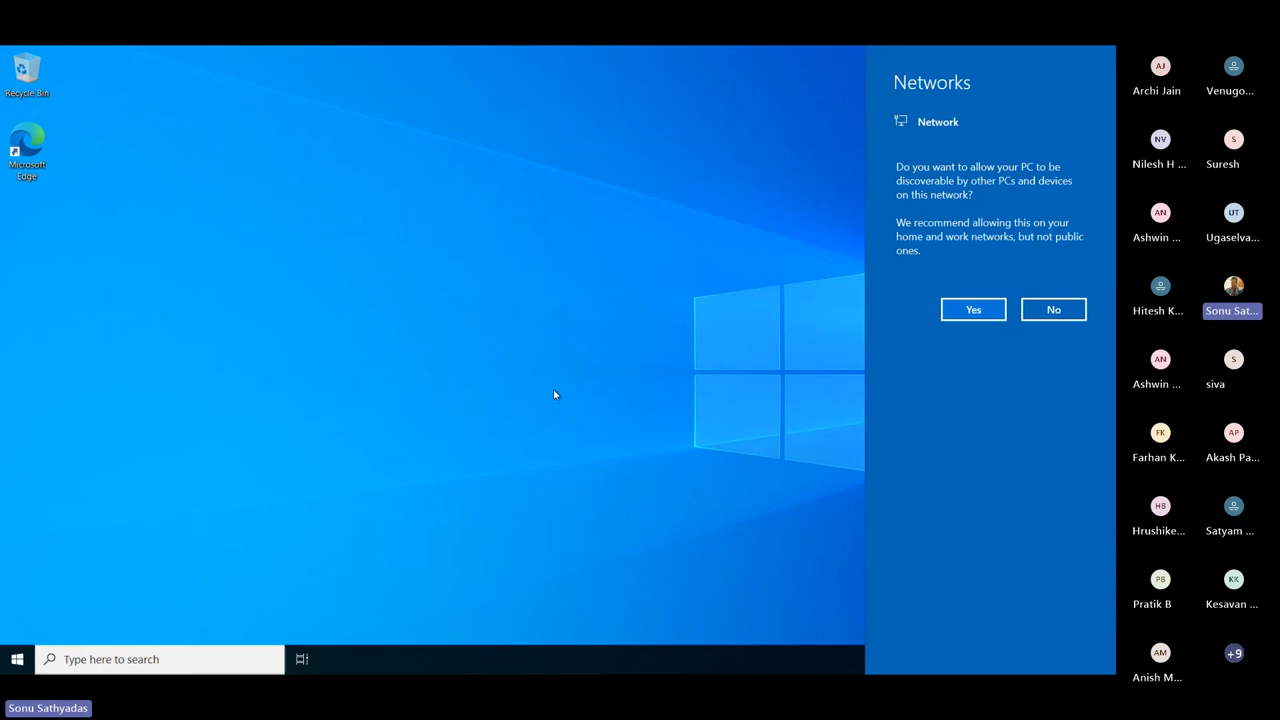 Recycle Bin
Microsoft
Edge
Type here to search
Networks
Network
Do you want to allow your PC to be
discoverable by other PCs and devices
on this network?
We recommend allowing this on your
home and work networks, but not public
ones.
Yes
No
AJ
Archi Jain
Venugo...
NV
Nilesh H ...
S
Suresh
AN
Ashwin ...
UT
Ugaselva...
Hitesh K...
Sonu Sat...
AN
Ashwin ...
S
siva
FK
Farhan K...
AP
Akash Pa...
HB
Hrushike...
Satyam ...
PB
Pratik B
KK
Kesavan ...
AM
Anish M...
+9
Sonu Sathyadas